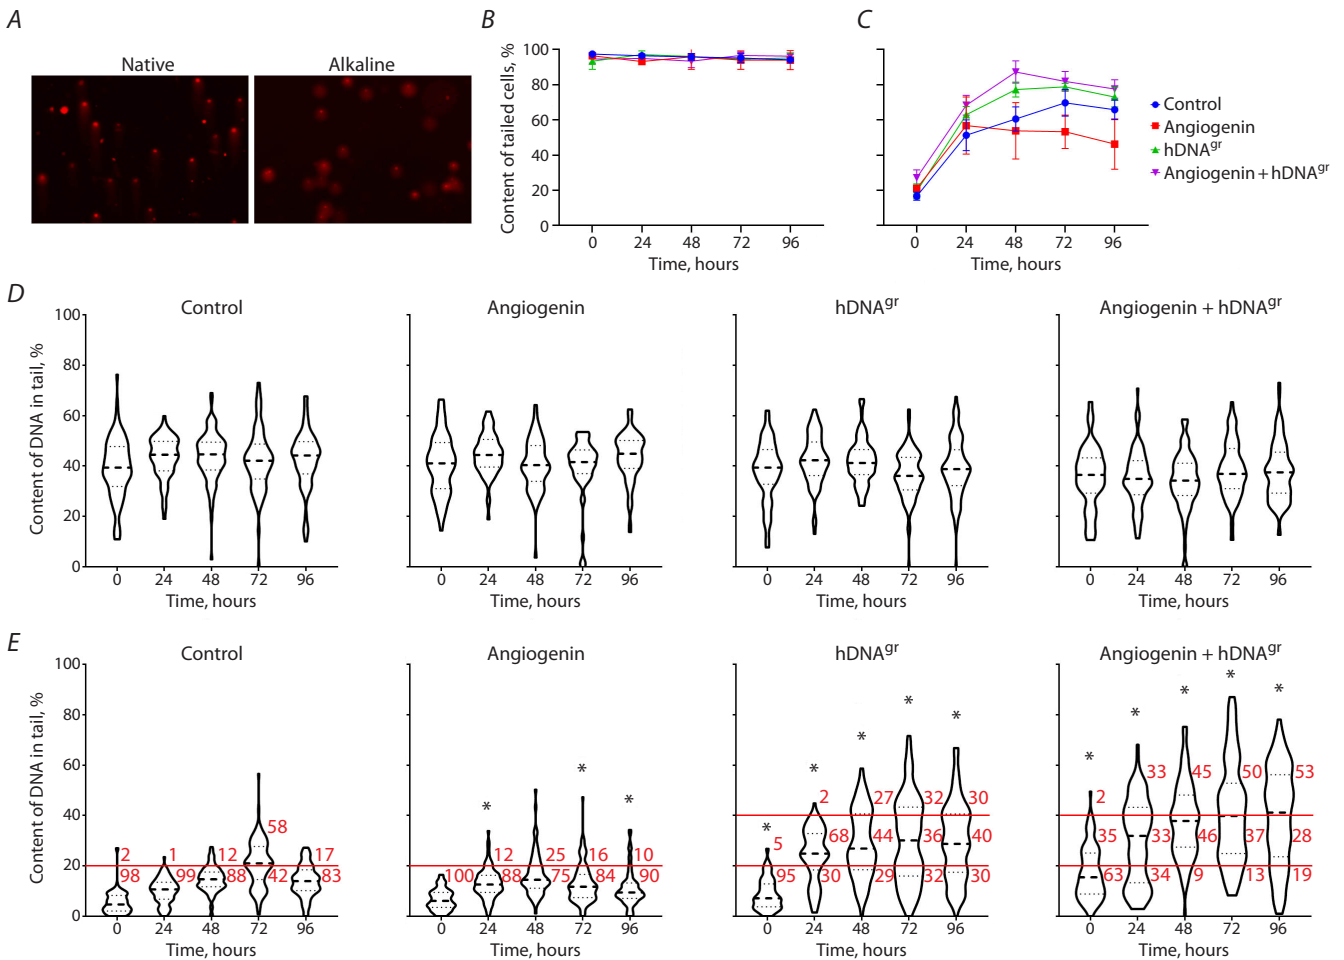 A
B
C
Native
Alkaline
Content of tailed cells, %
100
80
60
40
20
0
0 24 48 72 96
Time, hours
0 24 48 72 96
Time, hours
Control
Angiogenin
hDNAgr
Angiogenin + hDNAgr
D
Control
Angiogenin
hDNAgr
Angiogenin + hDNAgr
Content of DNA in tail, %
100
80
60
40
20
0
0 24 48 72 96
0 24 48 72 96
0 24 48 72 96
0 24 48 72 96
Time, hours
Time, hours
Time, hours
Time, hours
E
Control
Angiogenin
hDNAgr
Angiogenin + hDNAgr
Content of DNA in tail, %
100
80
60
40
20
0
58
2 1 12 17
98 99 88 42 83
* * *
12 25 16 10
100 88 75 84 90
* * * * *
2 27 32 30
5 68 44 36 40
95 30 29 32 30
* * * * *
2 33 45 50 53
35 33 46 37 28
63 34 9 13 19
0 24 48 72 96
0 24 48 72 96
0 24 48 72 96
0 24 48 72 96
Time, hours
Time, hours
Time, hours
Time, hours